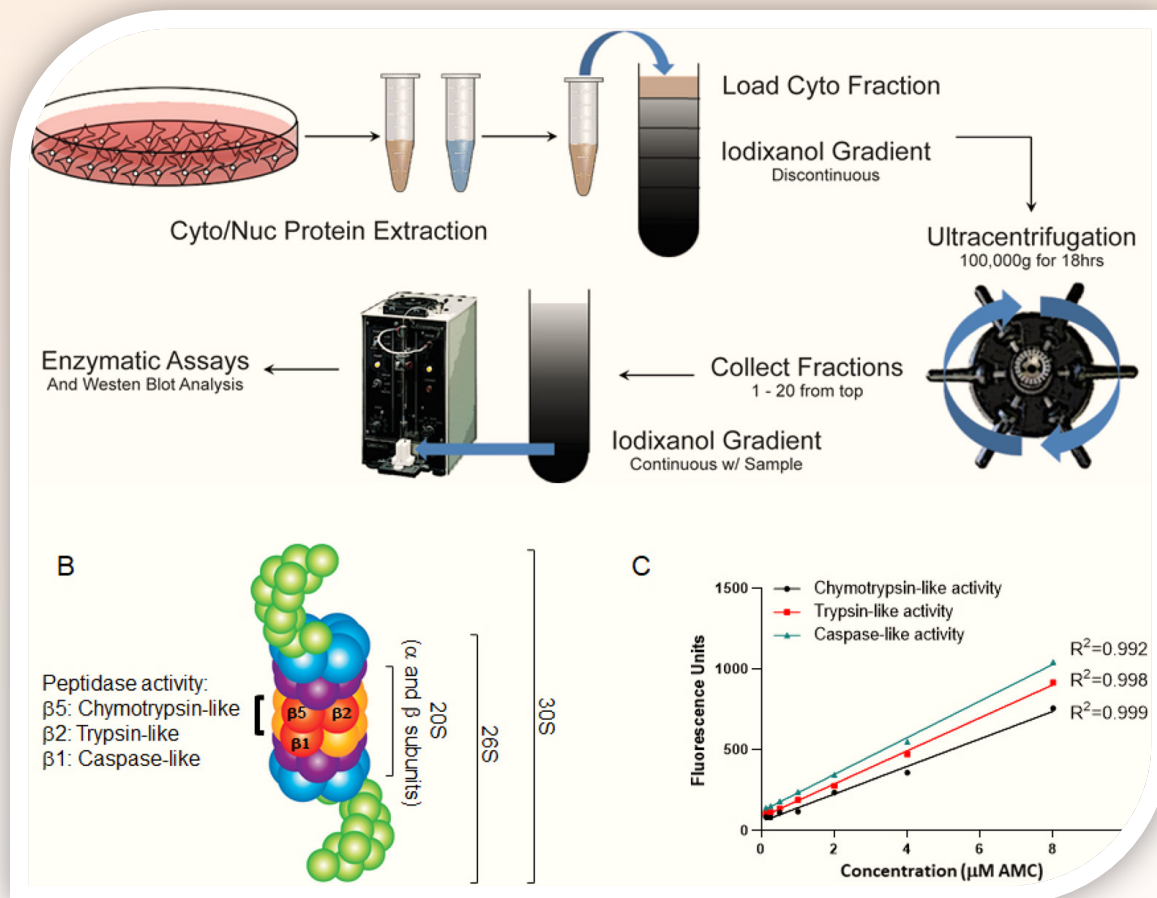 Load Cyto Fraction
Iodixanol Gradient
Discontinuous
Cyto/Nuc Protein Extraction
Ultracentrifugation
100,000g for 18hrs
Enzymatic Assays
And Westen Blot Analysis
Collect Fractions
1 - 20 from top
Iodixanol Gradient
Continuous w/ Sample
B
Peptidase activity:
β5: Chymotrypsin-like
β2: Trypsin-like
β1: Caspase-like
β5 β2
β1
20S
(α and β subunits)
26S
30S
C
Chymotrypsin-like activity
Trypsin-like activity
Caspase-like activity
R²=0.992
R²=0.998
R²=0.999
Fluorescence Units
1500
1000
500
0
0 2 4 6 8
Concentration (μM AMC)